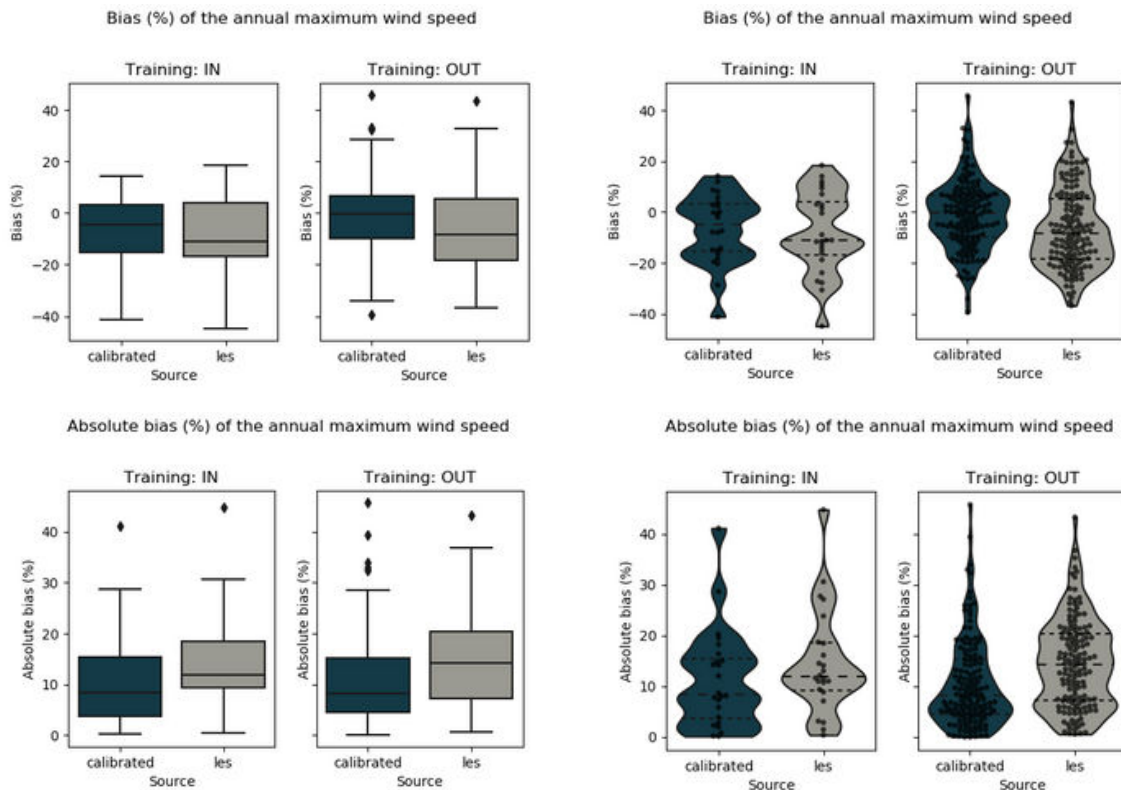 Bias (%) of the annual maximum wind speed
Training: IN
Training: OUT
Bias (%)
40
20
0
−20
−40
Bias (%)
calibrated
les
Source
calibrated
les
Source
Bias (%) of the annual maximum wind speed
Training: IN
Training: OUT
Bias (%)
40
20
0
−20
−40
Bias (%)
calibrated
les
Source
calibrated
les
Source
Absolute bias (%) of the annual maximum wind speed
Training: IN
Training: OUT
Absolute bias (%)
40
30
20
10
0
Absolute bias (%)
calibrated
les
Source
calibrated
les
Source
Absolute bias (%) of the annual maximum wind speed
Training: IN
Training: OUT
Absolute bias (%)
40
30
20
10
0
Absolute bias (%)
calibrated
les
Source
calibrated
les
Source